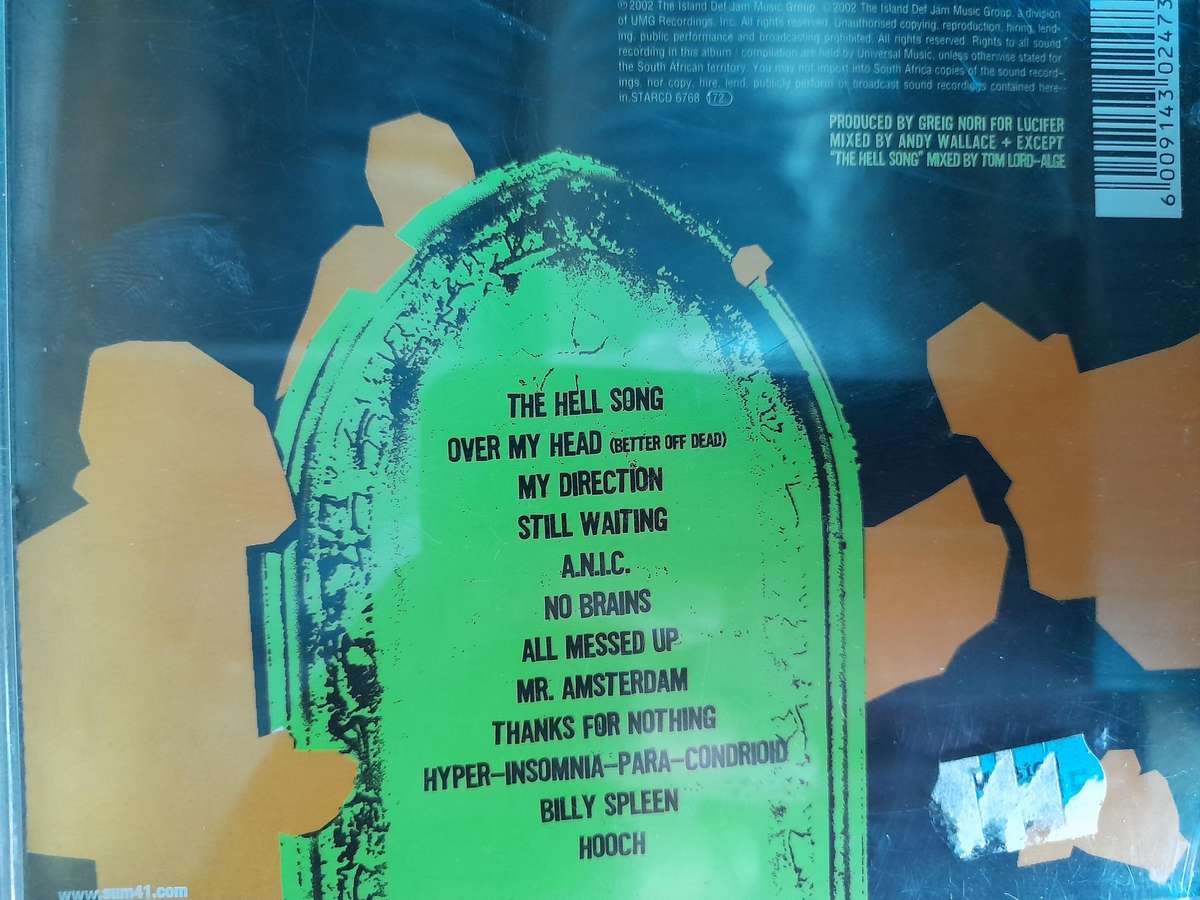 ℗2002 The Island Def Jam Music Group. © 2002 The Island Def Jam Music Group, a division
of UMG Recordings, Inc. All rights reserved. Unauthorised copying, reproduction, hiring, lend-
ing, public performance and broadcasting prohibited. All rights reserved. Rights to all sound
recording in this album / compilation are held by Universal Music, unless otherwise stated for
the South African territory. You may not import into South Africa copies of the sound record-
ings, nor copy, hire, lend, publicly perform or broadcast sound recordings contained here-
in.STARCD 6768 172
PRODUCED BY GREIG NORI FOR LUCIFER
MIXED BY ANDY WALLACE + EXCEPT
"THE HELL SONG" MIXED BY TOM LORD-ALGE
6 009143 02473
THE HELL SONG
OVER MY HEAD (BETTER OFF DEAD)
MY DIRECTION
STILL WAITING
A.N.I.C.
NO BRAINS
ALL MESSED UP
MR. AMSTERDAM
THANKS FOR NOTHING
HYPER-INSOMNIA-PARA-CONDRIOID
BILLY SPLEEN
HOOCH
www.sum41.com